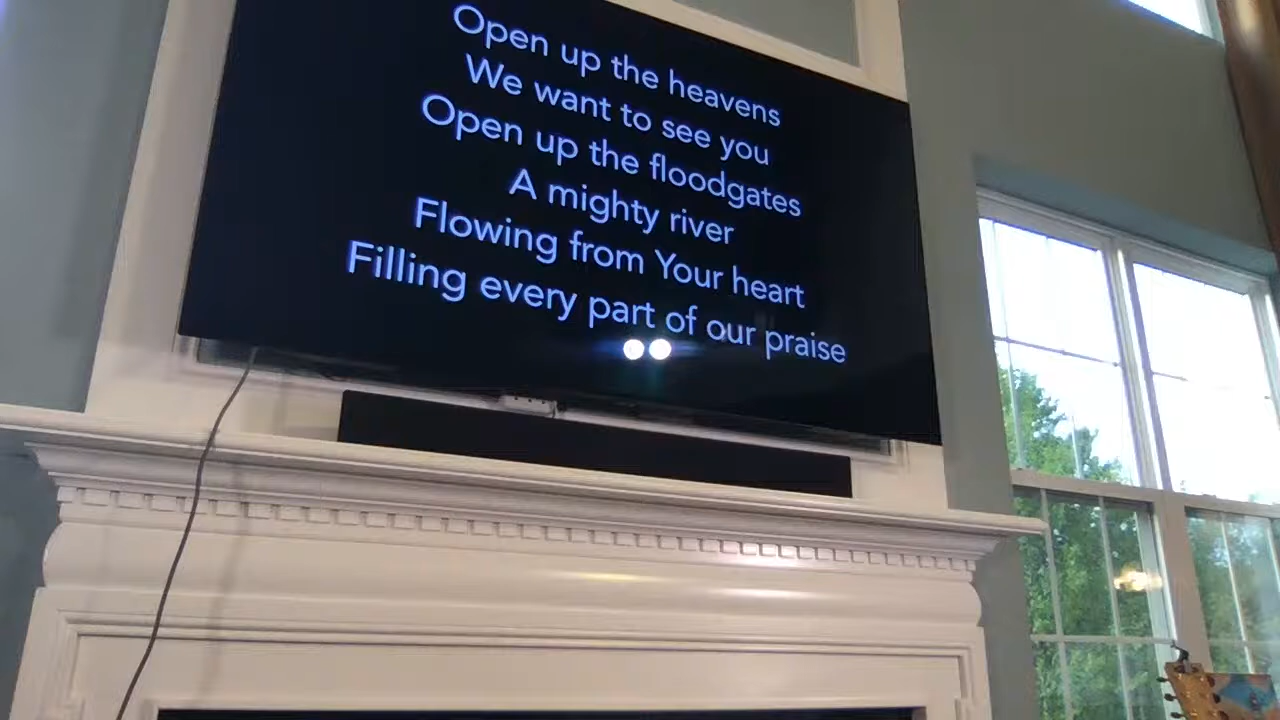 Open up the heavens
We want to see you
Open up the floodgates
A mighty river
Flowing from Your heart
Filling every part of our praise